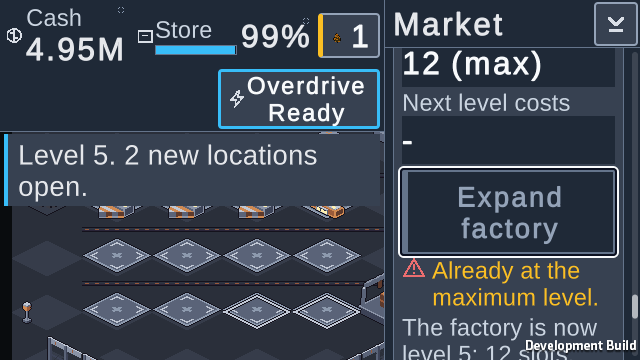 Cash
4.95M
Store
99%
1
Overdrive
Ready
Level 5. 2 new locations
open.
Market
12 (max)
Next level costs
-
Expand
factory
Already at the
maximum level.
The factory is now
level 5: 12 slots
Development Build